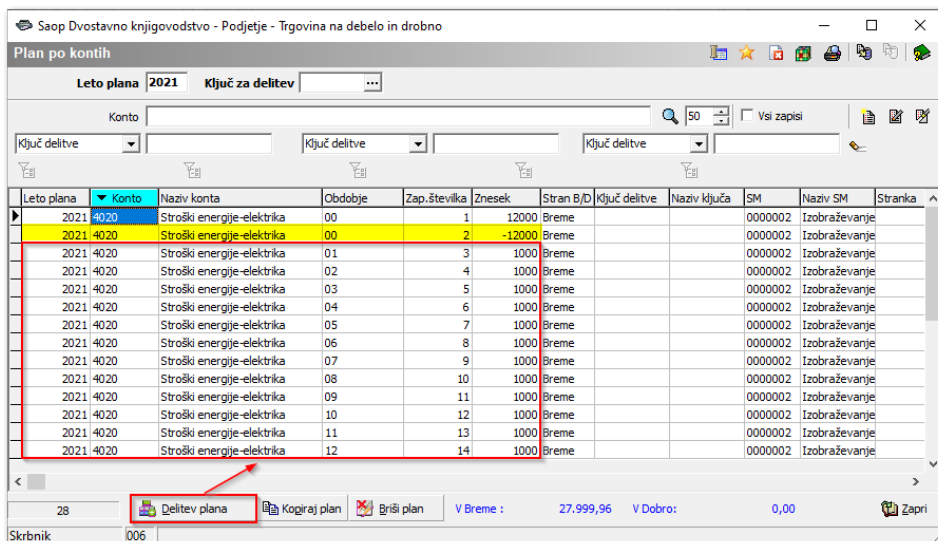 Saop Dvostavno knjigovodstvo - Podjetje - Trgovina na debelo in drobno
Plan po kontih
Leto plana 2021 Ključ za delitev ...
Konto 50 Vsi zapisi
Ključ delitve Ključ delitve Ključ delitve
Leto plana Konto Naziv konta Obdobje Zap.številka Znesek Stran B/D Ključ delitve Naziv ključa SM Naziv SM Stranka
2021 4020 Stroški energije-elektrika 00 1 12000 Breme 0000002 Izobraževanje
2021 4020 Stroški energije-elektrika 00 2 -12000 Breme 0000002 Izobraževanje
2021 4020 Stroški energije-elektrika 01 3 1000 Breme 0000002 Izobraževanje
2021 4020 Stroški energije-elektrika 02 4 1000 Breme 0000002 Izobraževanje
2021 4020 Stroški energije-elektrika 03 5 1000 Breme 0000002 Izobraževanje
2021 4020 Stroški energije-elektrika 04 6 1000 Breme 0000002 Izobraževanje
2021 4020 Stroški energije-elektrika 05 7 1000 Breme 0000002 Izobraževanje
2021 4020 Stroški energije-elektrika 06 8 1000 Breme 0000002 Izobraževanje
2021 4020 Stroški energije-elektrika 07 9 1000 Breme 0000002 Izobraževanje
2021 4020 Stroški energije-elektrika 08 10 1000 Breme 0000002 Izobraževanje
2021 4020 Stroški energije-elektrika 09 11 1000 Breme 0000002 Izobraževanje
2021 4020 Stroški energije-elektrika 10 12 1000 Breme 0000002 Izobraževanje
2021 4020 Stroški energije-elektrika 11 13 1000 Breme 0000002 Izobraževanje
2021 4020 Stroški energije-elektrika 12 14 1000 Breme 0000002 Izobraževanje
28 Delitev plana Kopiraj plan Briši plan V Breme : 27.999,96 V Dobro: 0,00 Zapri
Skrbnik 006